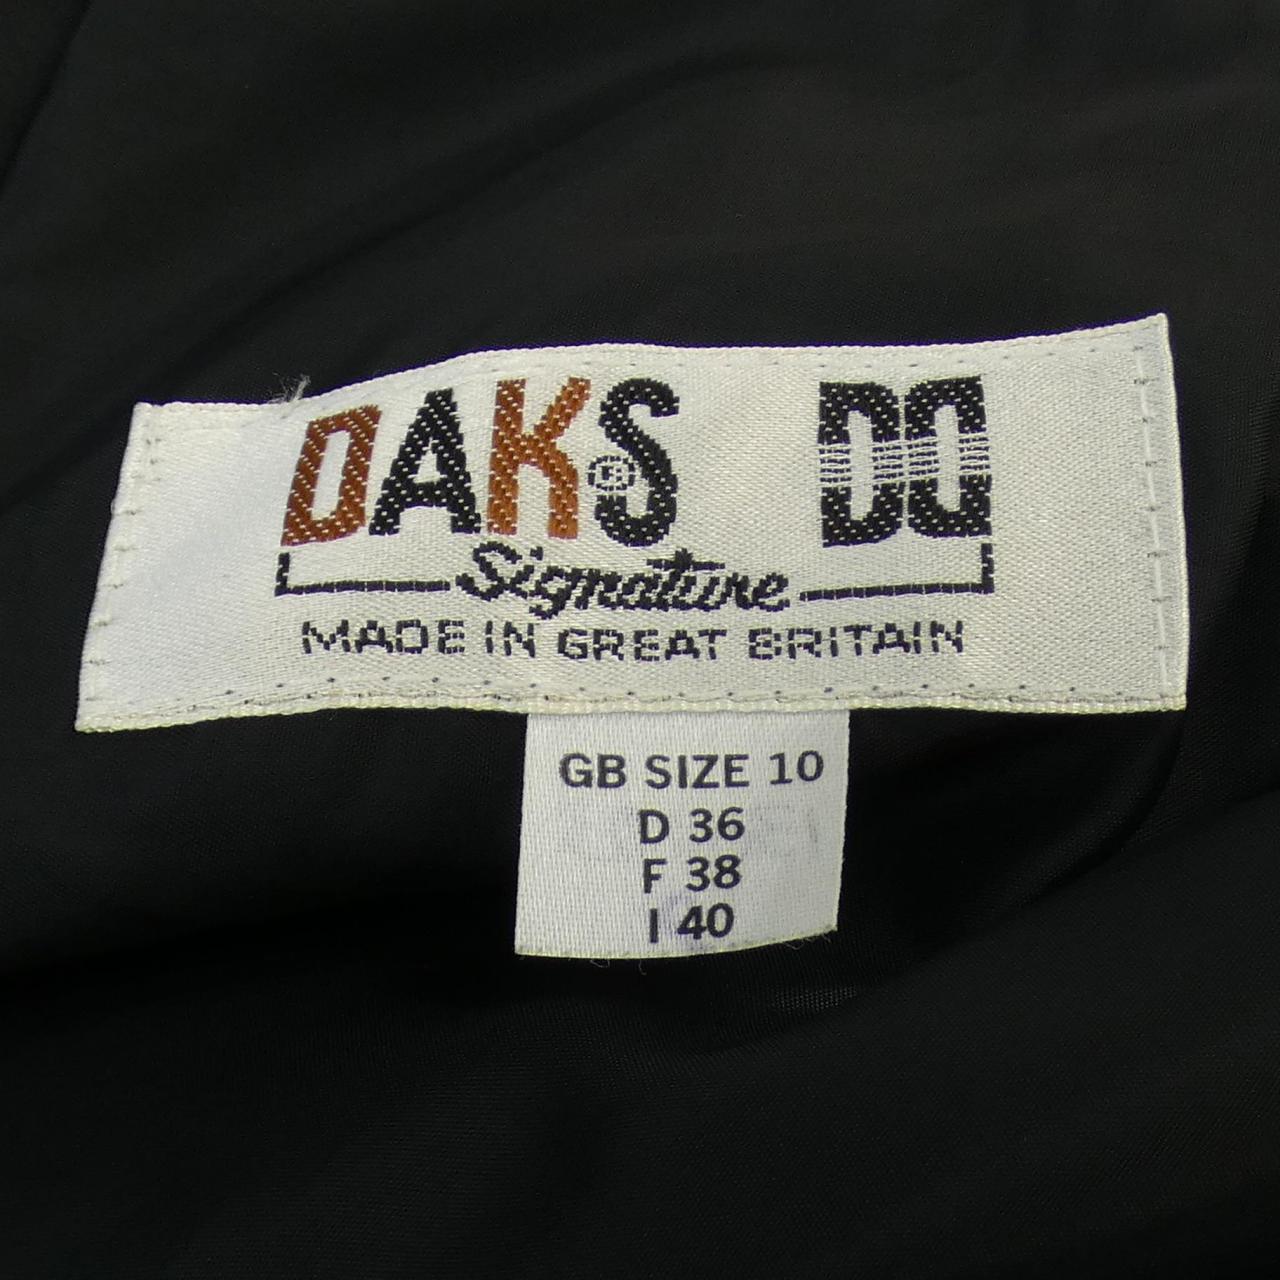 DAKS® DD
Signature
MADE IN GREAT BRITAIN
GB SIZE 10
D 36
F 38
I 40